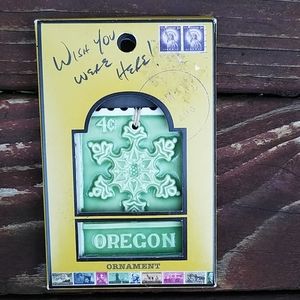 WISH YOU
WERE HERE!
4¢
OREGON
ORNAMENT